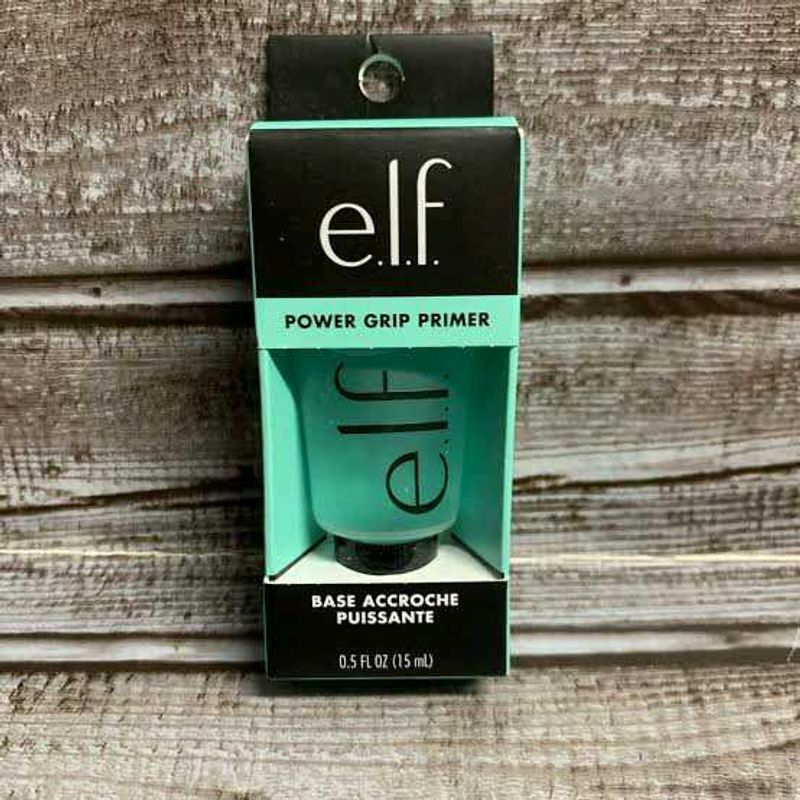 e.l.f.
POWER GRIP PRIMER
e.l.f.
BASE ACCROCHE
PUISSANTE
0.5 FL OZ (15 mL)